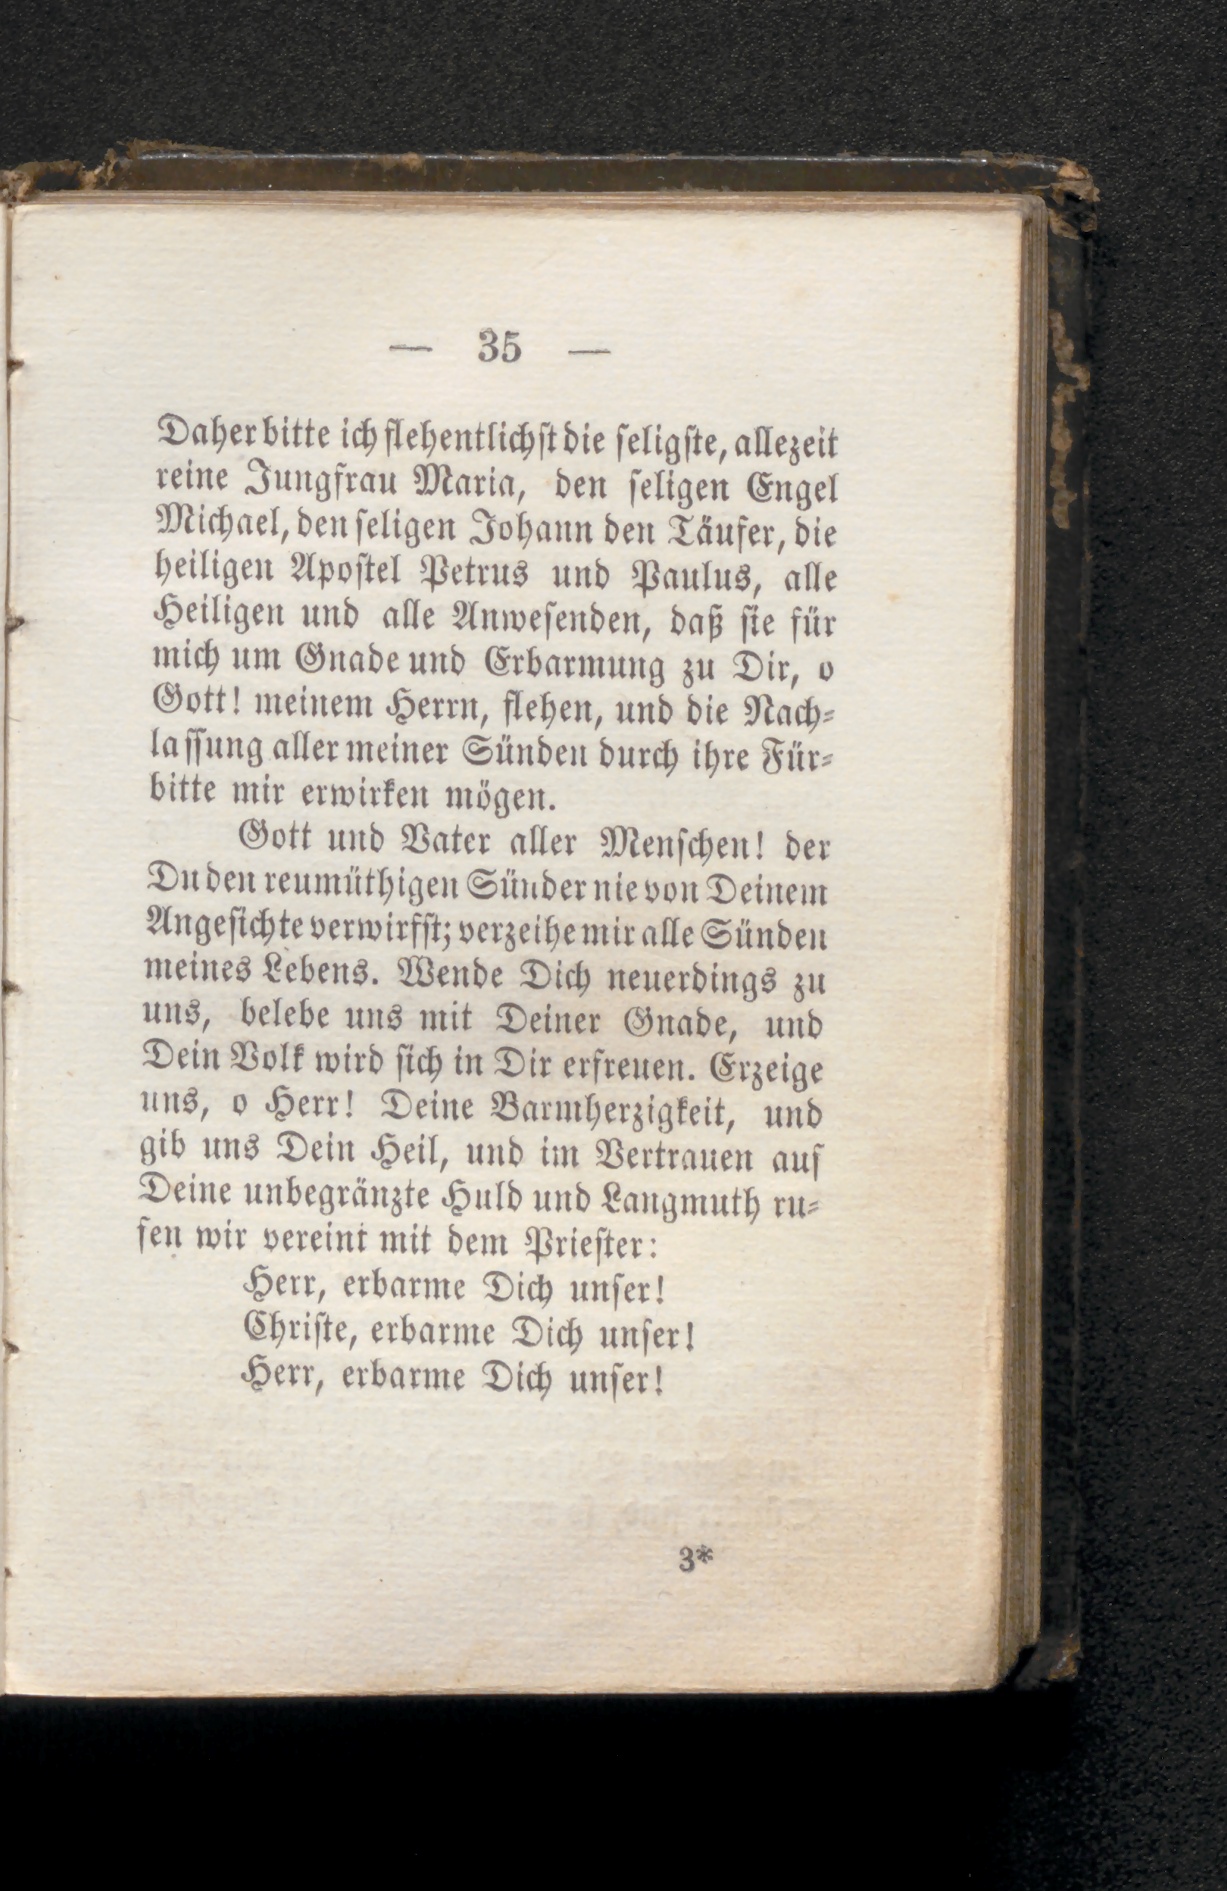 — 35 —
Daher bitte ich flehentlichst die seligste, allezeit
reine Jungfrau Maria, den seligen Engel
Michael, den seligen Johann den Täufer, die
heiligen Apostel Petrus und Paulus, alle
Heiligen und alle Anwesenden, daß sie für
mich um Gnade und Erbarmung zu Dir, o
Gott! meinem Herrn, flehen, und die Nach-
lassung aller meiner Sünden durch ihre Für-
bitte mir erwirken mögen.
Gott und Vater aller Menschen! der
Du den reumüthigen Sünder nie von Deinem
Angesichte verwirfst; verzeihe mir alle Sünden
meines Lebens. Wende Dich neuerdings zu
uns, belebe uns mit Deiner Gnade, und
Dein Volk wird sich in Dir erfreuen. Erzeige
uns, o Herr! Deine Barmherzigkeit, und
gib uns Dein Heil, und im Vertrauen auf
Deine unbegränzte Huld und Langmuth ru-
fen wir vereint mit dem Priester:
Herr, erbarme Dich unser!
Christe, erbarme Dich unser!
Herr, erbarme Dich unser!
3*